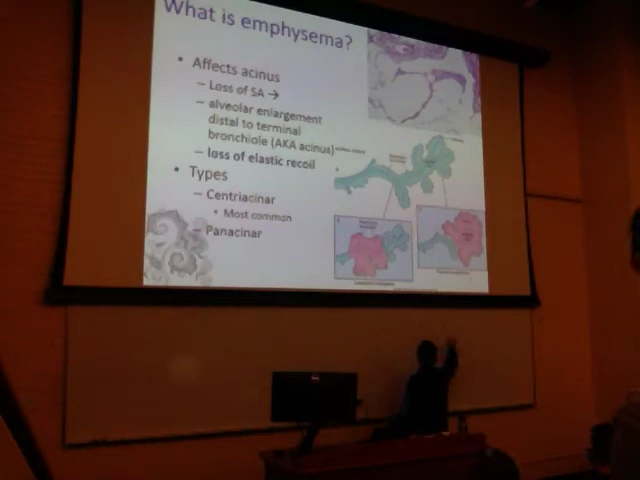 What is emphysema?
• Affects acinus
– Loss of SA →
– alveolar enlargement
distal to terminal
bronchiole (AKA acinus)
– loss of elastic recoil
• Types
– Centriacinar
• Most common
– Panacinar